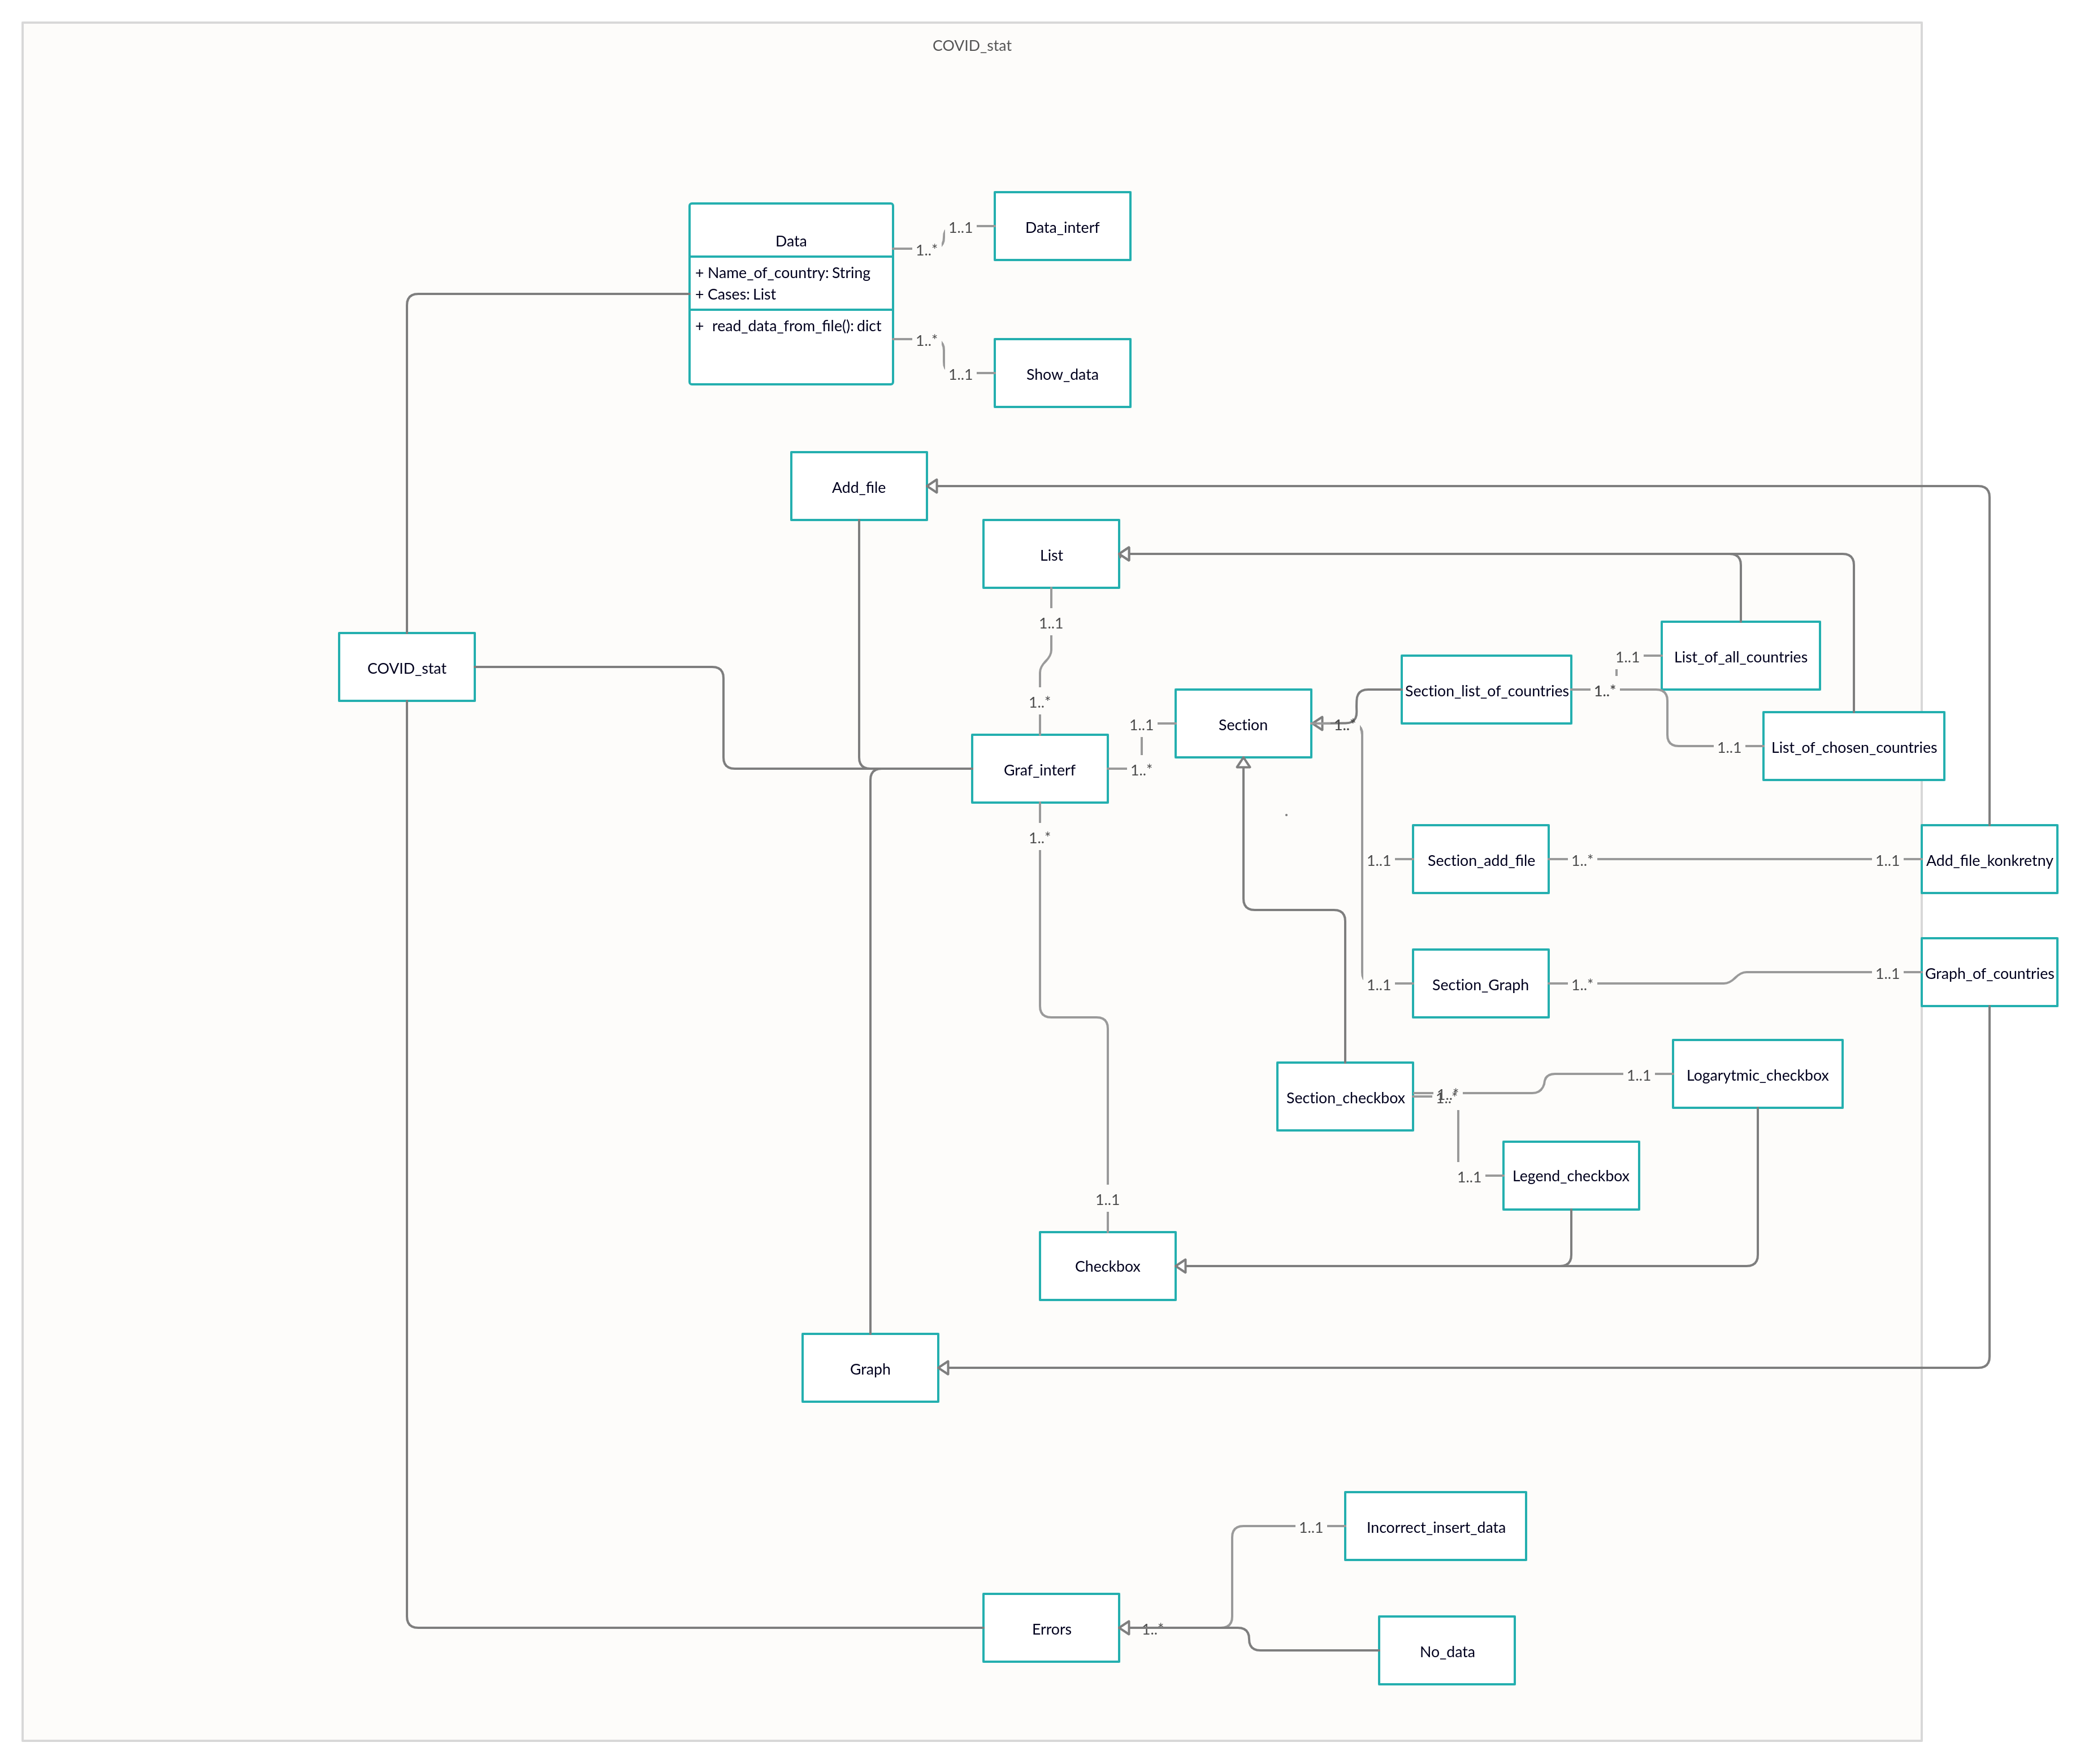 COVID_stat
Data
+ Name_of_country: String
+ Cases: List
+ read_data_from_file(): dict
1..*
1..1
Data_interf
1..*
1..1
Show_data
Add_file
List
1..1
1..*
COVID_stat
Graf_interf
1..*
1..1
Section
1..*
Section_list_of_countries
1..*
1..1
List_of_all_countries
1..1
List_of_chosen_countries
1..*
1..1
Section_add_file
1..*
1..1
Add_file_konkretny
1..1
Section_Graph
1..*
1..1
Graph_of_countries
Section_checkbox
1..*
1..*
1..1
Logarytmic_checkbox
1..1
Legend_checkbox
1..1
Checkbox
Graph
1..1
Incorrect_insert_data
Errors
1..*
No_data